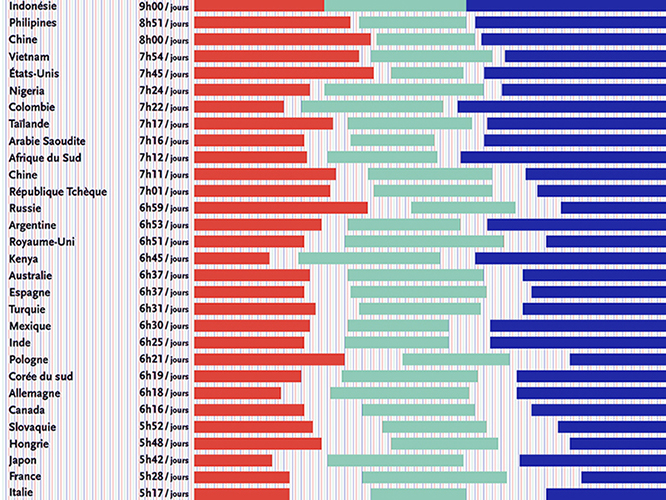 Indonésie 9h00 / jours
Philipines 8h51 / jours
Chine 8h00 / jours
Vietnam 7h54 / jours
États-Unis 7h45 / jours
Nigeria 7h24 / jours
Colombie 7h22 / jours
Taïlande 7h17 / jours
Arabie Saoudite 7h16 / jours
Afrique du Sud 7h12 / jours
Chine 7h11 / jours
République Tchèque 7h01 / jours
Russie 6h59 / jours
Argentine 6h53 / jours
Royaume-Uni 6h51 / jours
Kenya 6h45 / jours
Australie 6h37 / jours
Espagne 6h37 / jours
Turquie 6h31 / jours
Mexique 6h30 / jours
Inde 6h25 / jours
Pologne 6h21 / jours
Corée du sud 6h19 / jours
Allemagne 6h18 / jours
Canada 6h16 / jours
Slovaquie 5h52 / jours
Hongrie 5h48 / jours
Japon 5h42 / jours
France 5h28 / jours
Italie 5h17 / jours